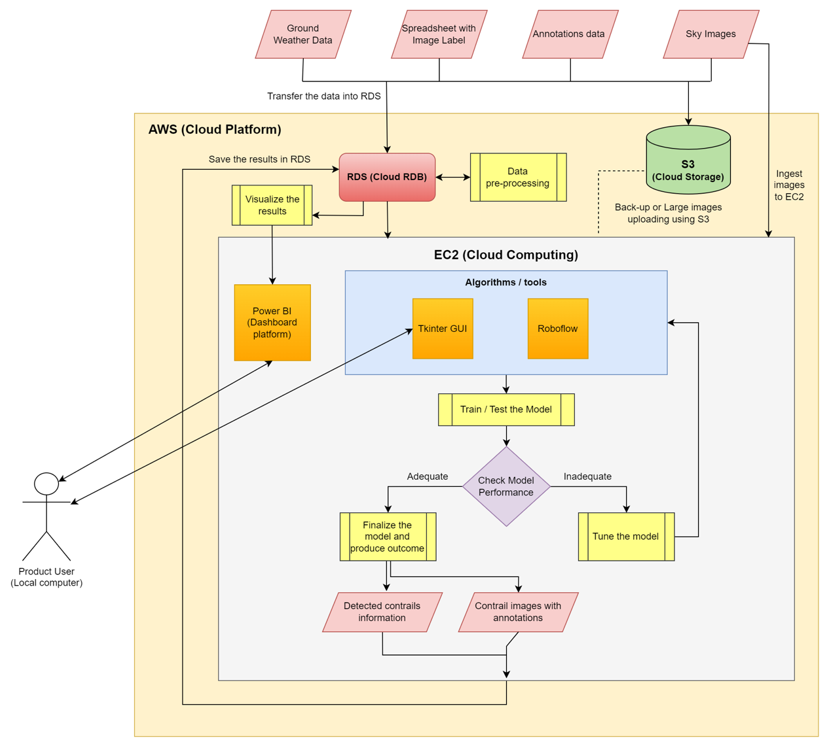 Ground
Weather Data
Spreadsheet with
Image Label
Annotations data
Sky Images
Transfer the data into RDS
AWS (Cloud Platform)
Save the results in RDS
RDS (Cloud RDB)
Data
pre-processing
S3
(Cloud Storage)
Ingest
images
to EC2
Visualize the
results
Back-up or Large images
uploading using S3
EC2 (Cloud Computing)
Algorithms / tools
Power BI
(Dashboard
platform)
Tkinter GUI
Roboflow
Train / Test the Model
Adequate
Check Model
Performance
Inadequate
Finalize the
model and
produce outcome
Tune the model
Product User
(Local computer)
Detected contrails
information
Contrail images with
annotations